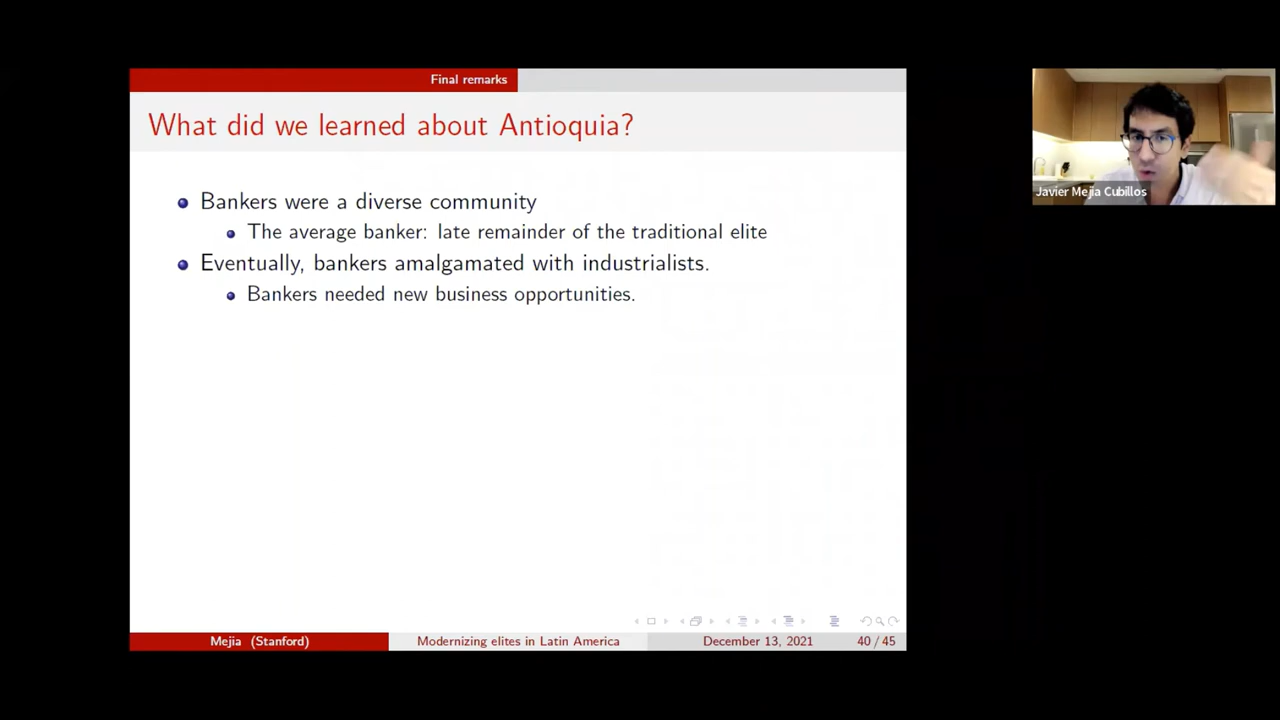 Final remarks
What did we learned about Antioquia?
Bankers were a diverse community
The average banker: late remainder of the traditional elite
Eventually, bankers amalgamated with industrialists.
Bankers needed new business opportunities.
Mejia (Stanford) Modernizing elites in Latin America December 13, 2021 40 / 45
Javier Mejia Cubillos